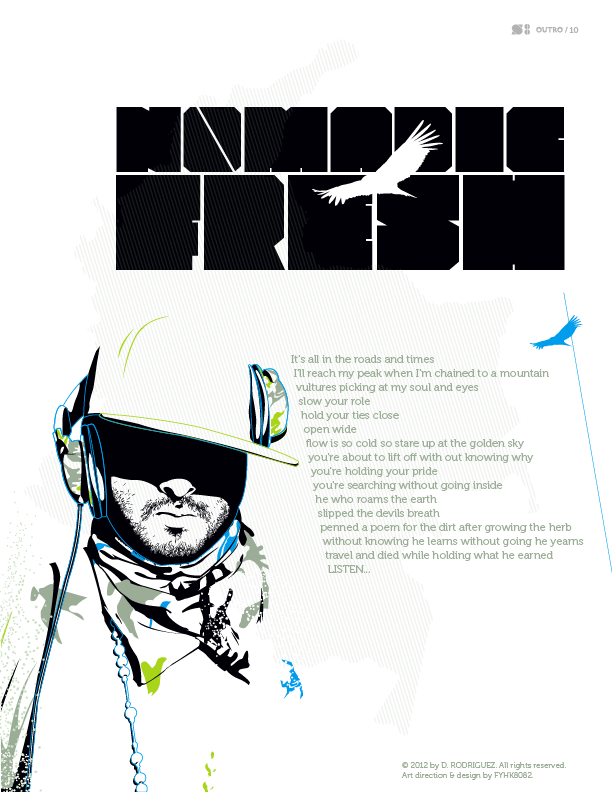 OUTRO / 10
NOMADIC
FRESH
It's all in the roads and times
I'll reach my peak when I'm chained to a mountain
vultures picking at my soul and eyes
slow your role
hold your ties close
open wide
flow is so cold so stare up at the golden sky
you're about to lift off with out knowing why
you're holding your pride
you're searching without going inside
he who roams the earth
slipped the devils breath
penned a poem for the dirt after growing the herb
without knowing he learns without going he yearns
travel and died while holding what he earned
LISTEN...
© 2012 by D. RODRIGUEZ. All rights reserved.
Art direction & design by FYHK8082.